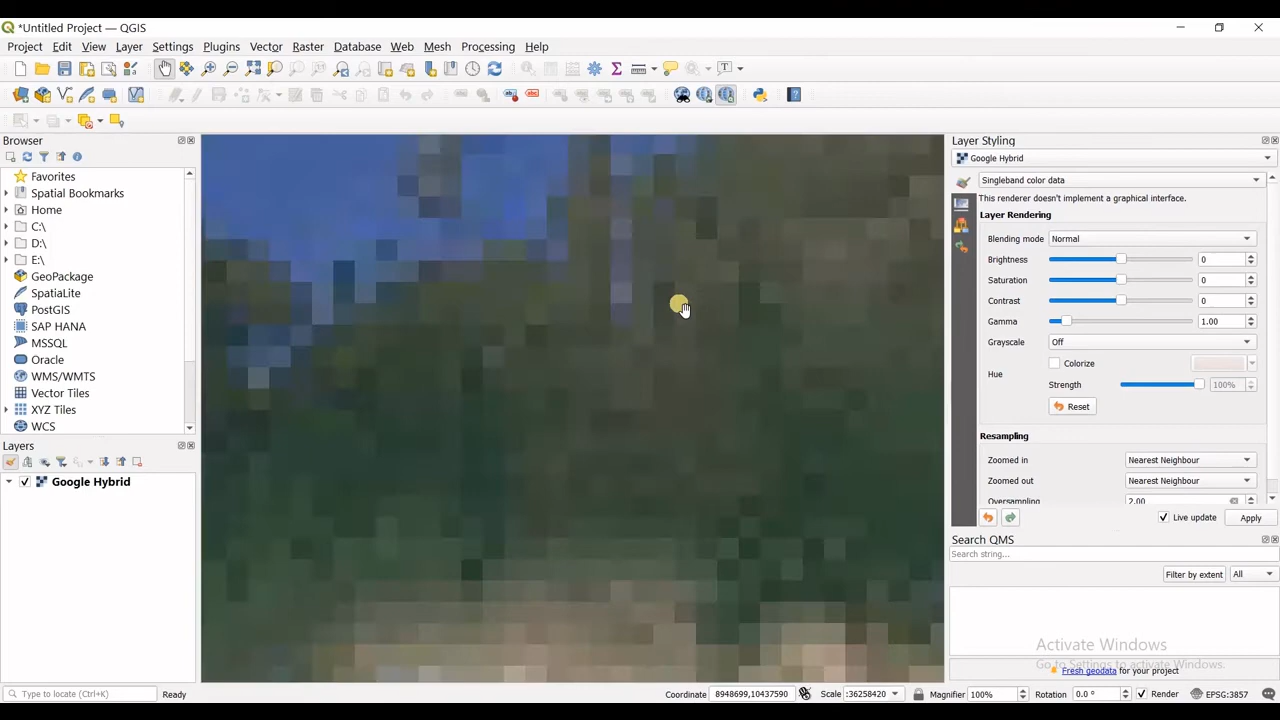 *Untitled Project — QGIS
Project Edit View Layer Settings Plugins Vector Raster Database Web Mesh Processing Help
Browser
Favorites
Spatial Bookmarks
Home
C:\
D:\
E:\
GeoPackage
SpatiaLite
PostGIS
SAP HANA
MSSQL
Oracle
WMS/WMTS
Vector Tiles
XYZ Tiles
WCS
Layers
Google Hybrid
Layer Styling
Google Hybrid
Singleband color data
This renderer doesn't implement a graphical interface.
Layer Rendering
Blending mode Normal
Brightness 0
Saturation 0
Contrast 0
Gamma 1.00
Grayscale Off
Hue
Colorize
Strength 100%
Reset
Resampling
Zoomed in Nearest Neighbour
Zoomed out Nearest Neighbour
Oversampling 2.00
Live update Apply
Search QMS
Search string...
Filter by extent All
Activate Windows
Go to Settings to activate Windows.
Fresh geodata for your project
Type to locate (Ctrl+K) Ready Coordinate 8948699,10437590 Scale :36258420 Magnifier 100% Rotation 0.0 ° Render EPSG:3857